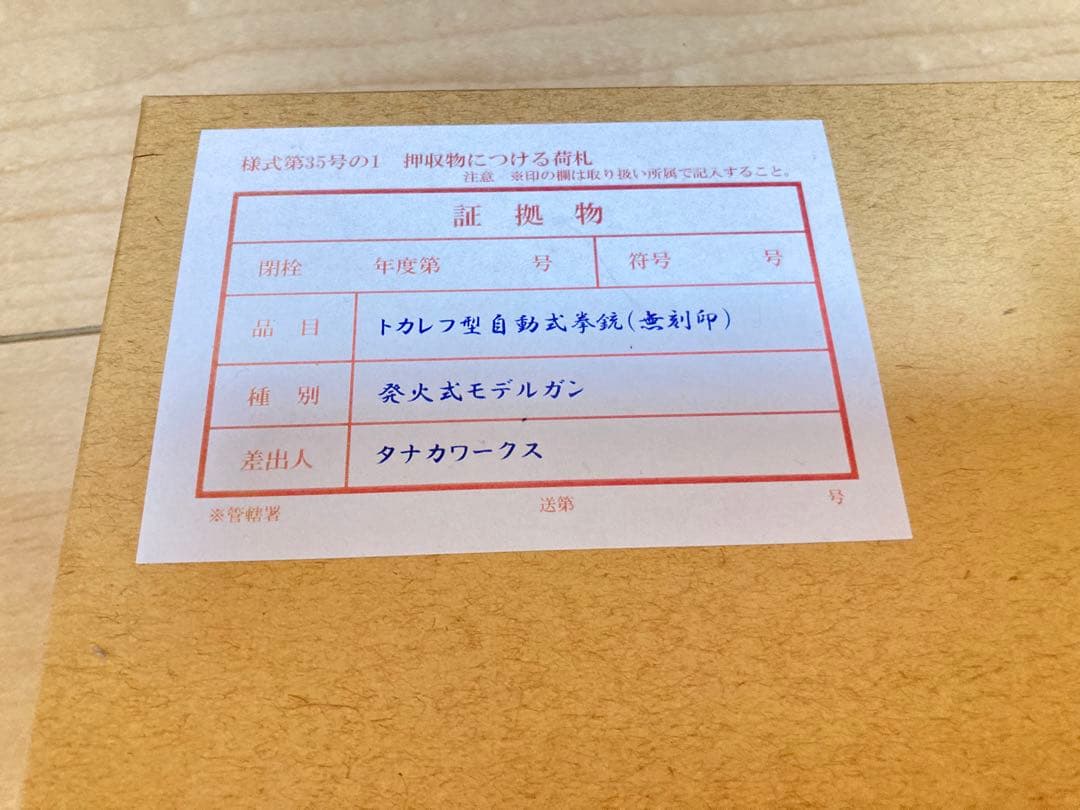 様式第35号の1 押収物につける荷札
注意 ※印の欄は取り扱い所属で記入すること。
証拠物
閉栓 年度第 号 符号 号
品目 トカレフ型自動式拳銃(無刻印)
種別 発火式モデルガン
差出人 タナカワークス
※管轄署 送第 号